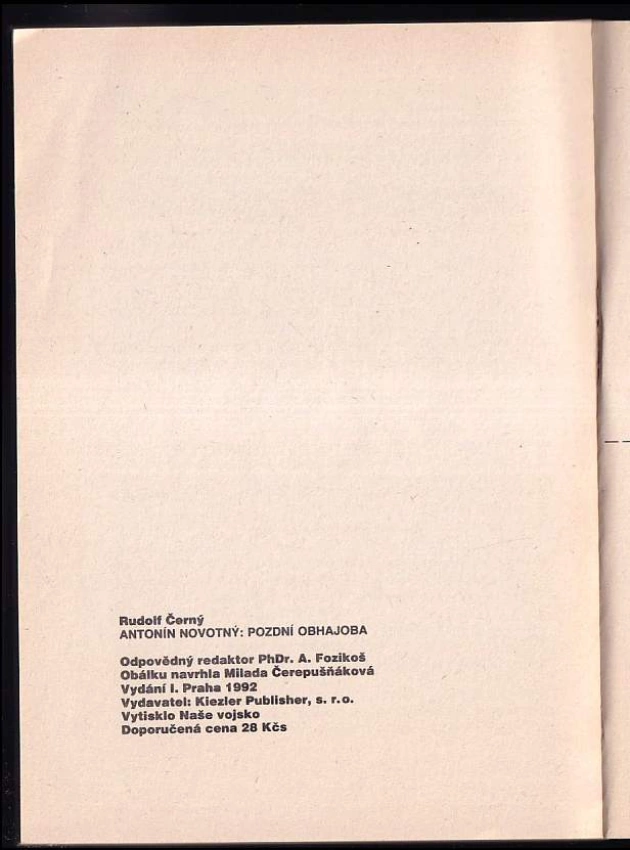 Rudolf Černý
ANTONÍN NOVOTNÝ: POZDNÍ OBHAJOBA
Odpovědný redaktor PhDr. A. Fozikoš
Obálku navrhla Milada Čerepušňáková
Vydání I. Praha 1992
Vydavatel: Kiezler Publisher, s. r. o.
Vytisklo Naše vojsko
Doporučená cena 28 Kčs